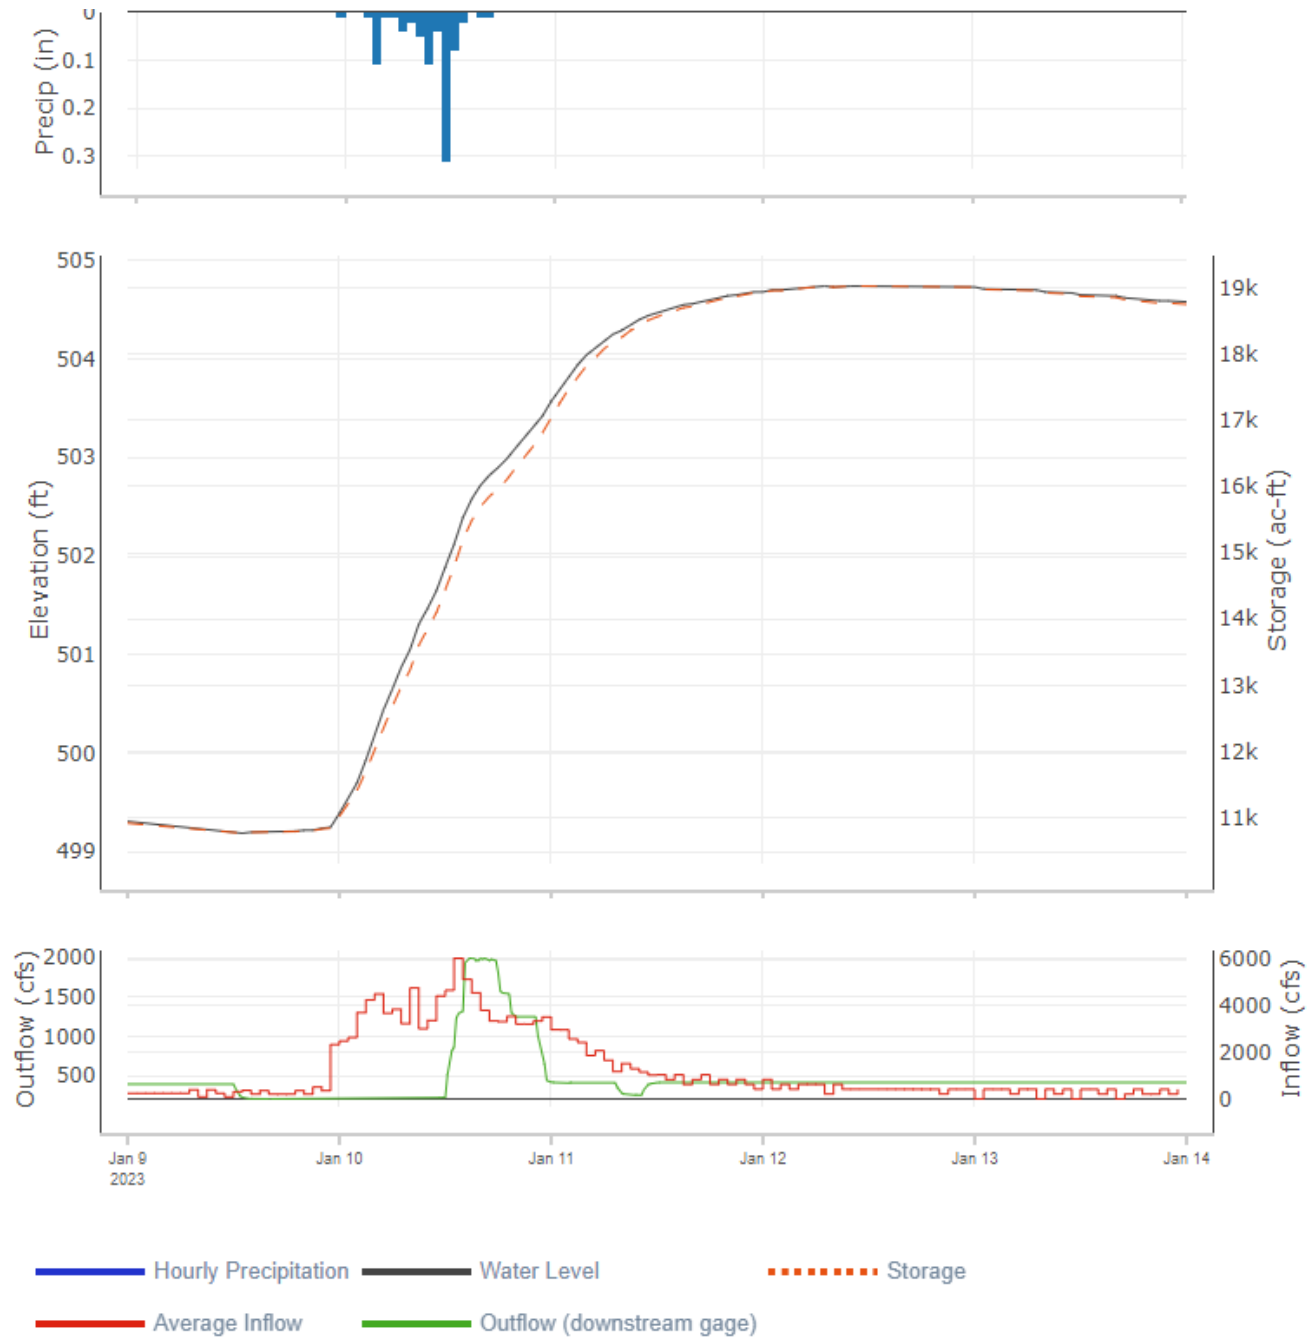 0
0.1
0.2
0.3
Precip (in)
505
504
503
502
501
500
499
Elevation (ft)
19k
18k
17k
16k
15k
14k
13k
12k
11k
Storage (ac-ft)
2000
1500
1000
500
Outflow (cfs)
6000
4000
2000
0
Inflow (cfs)
Jan 9 Jan 10 Jan 11 Jan 12 Jan 13 Jan 14
2023
Hourly Precipitation Water Level Storage
Average Inflow Outflow (downstream gage)